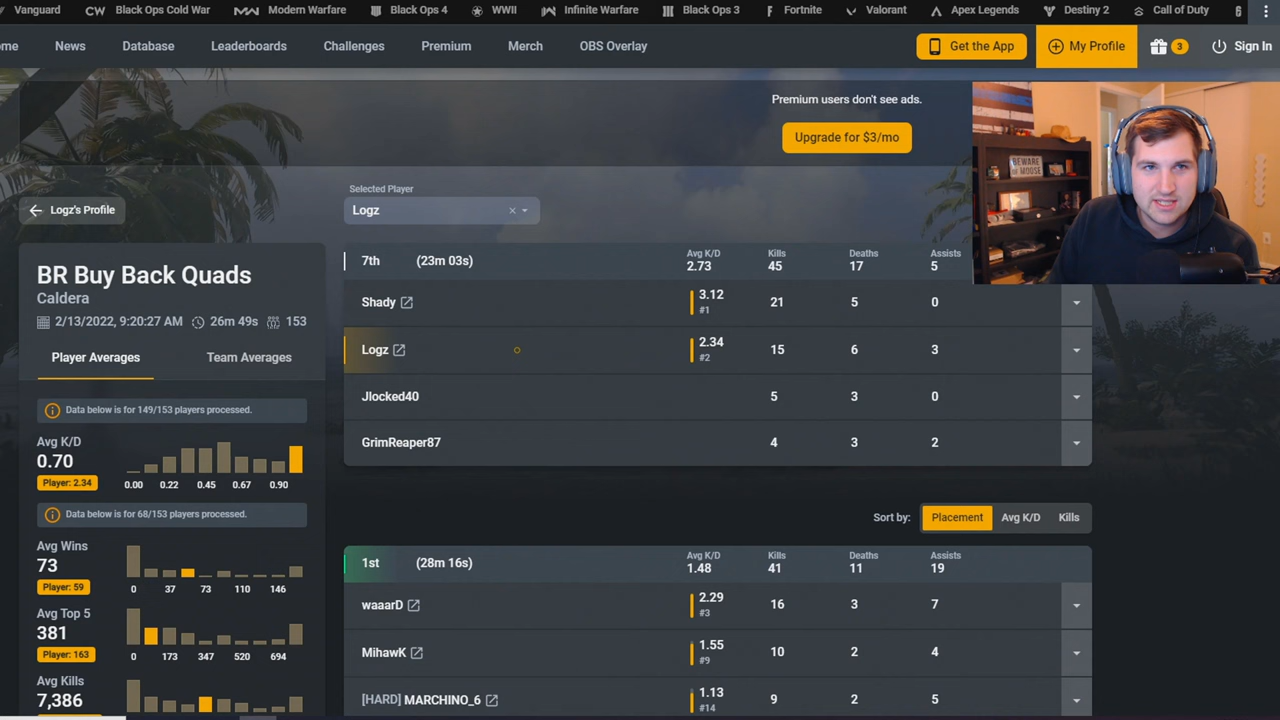 Vanguard
CW Black Ops Cold War
Modern Warfare
Black Ops 4
WWII
Infinite Warfare
Black Ops 3
Fortnite
Valorant
Apex Legends
Destiny 2
Call of Duty
ome
News
Database
Leaderboards
Challenges
Premium
Merch
OBS Overlay
Get the App
My Profile
3
Sign In
Premium users don't see ads.
Upgrade for $3/mo
BEWARE
OF MOOSE
Selected Player
Logz
Logz's Profile
BR Buy Back Quads
Caldera
2/13/2022, 9:20:27 AM 26m 49s 153
Player Averages
Team Averages
Data below is for 149/153 players processed.
Avg K/D
0.70
Player: 2.34
0.00 0.22 0.45 0.67 0.90
Data below is for 68/153 players processed.
Avg Wins
73
Player: 59
0 37 73 110 146
Avg Top 5
381
Player: 163
0 173 347 520 694
Avg Kills
7,386
7th (23m 03s)
Avg K/D Kills Deaths Assists
2.73 45 17 5
Shady 3.12 21 5 0
#1
Logz 2.34 15 6 3
#2
Jlocked40 5 3 0
GrimReaper87 4 3 2
Sort by: Placement Avg K/D Kills
1st (28m 16s)
Avg K/D Kills Deaths Assists
1.48 41 11 19
waaarD 2.29 16 3 7
#3
MihawK 1.55 10 2 4
#9
[HARD] MARCHINO_6 1.13 9 2 5
#14